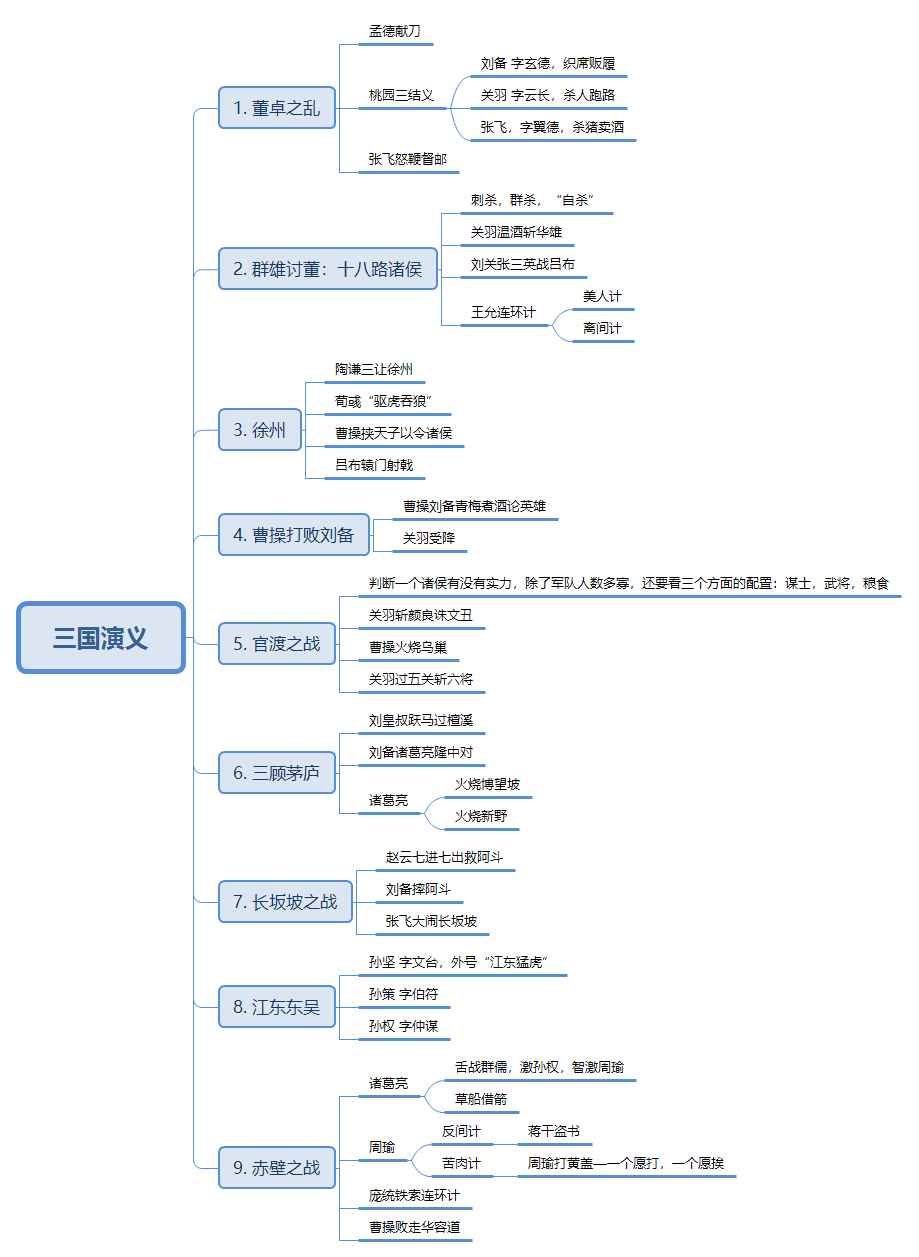 三国演义
1. 董卓之乱
孟德献刀
桃园三结义
刘备 字玄德，织席贩履
关羽 字云长，杀人跑路
张飞，字翼德，杀猪卖酒
张飞怒鞭督邮
2. 群雄讨董：十八路诸侯
刺杀，群杀，“自杀”
关羽温酒斩华雄
刘关张三英战吕布
王允连环计
美人计
离间计
3. 徐州
陶谦三让徐州
荀彧“驱虎吞狼”
曹操挟天子以令诸侯
吕布辕门射戟
4. 曹操打败刘备
曹操刘备青梅煮酒论英雄
关羽受降
5. 官渡之战
判断一个诸侯有没有实力，除了军队人数多寡，还要看三个方面的配置：谋士，武将，粮食
关羽斩颜良诛文丑
曹操火烧乌巢
关羽过五关斩六将
6. 三顾茅庐
刘皇叔跃马过檀溪
刘备诸葛亮隆中对
诸葛亮
火烧博望坡
火烧新野
7. 长坂坡之战
赵云七进七出救阿斗
刘备摔阿斗
张飞大闹长坂坡
8. 江东东吴
孙坚 字文台，外号“江东猛虎”
孙策 字伯符
孙权 字仲谋
9. 赤壁之战
诸葛亮
舌战群儒，激孙权，智激周瑜
草船借箭
周瑜
反间计
蒋干盗书
苦肉计
周瑜打黄盖—一个愿打，一个愿挨
庞统铁索连环计
曹操败走华容道